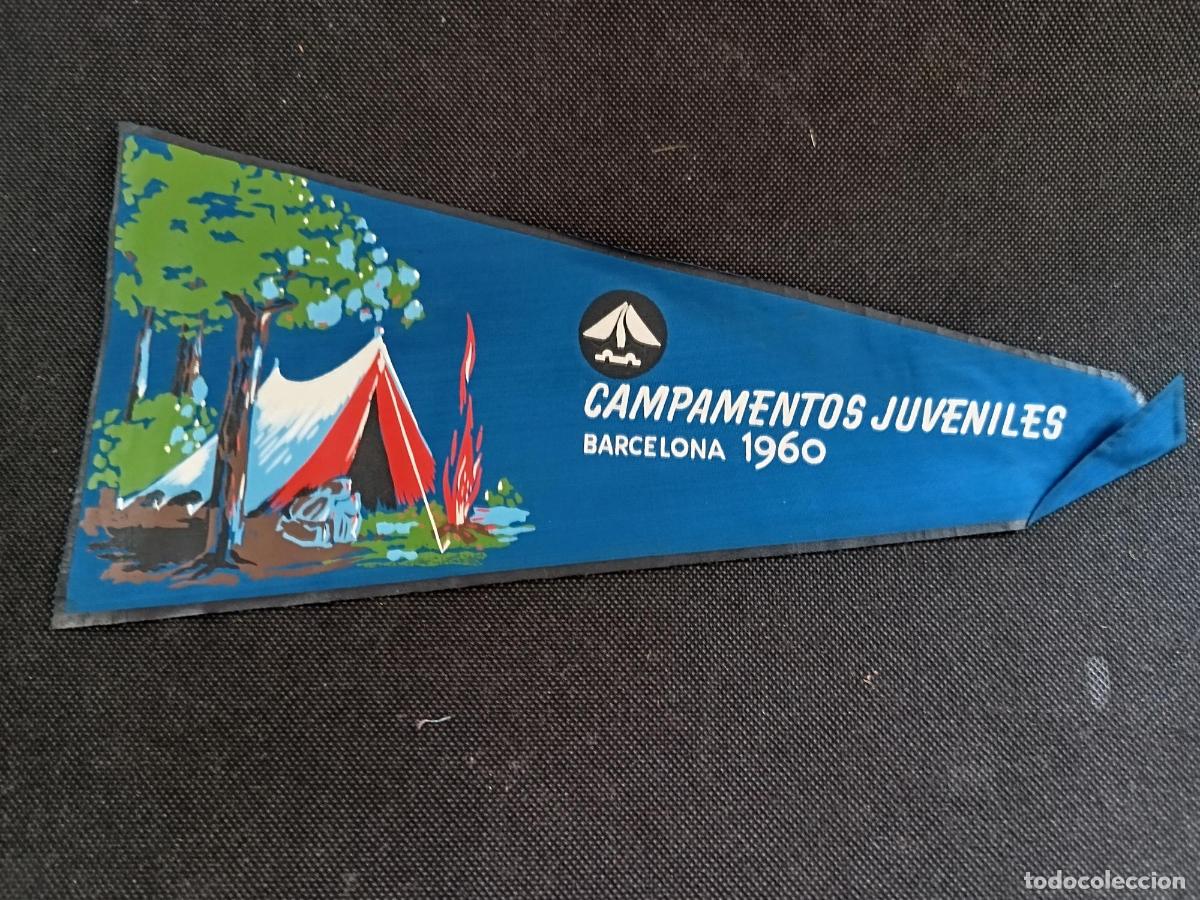 CAMPAMENTOS JUVENILES
BARCELONA 1960
todocoleccion